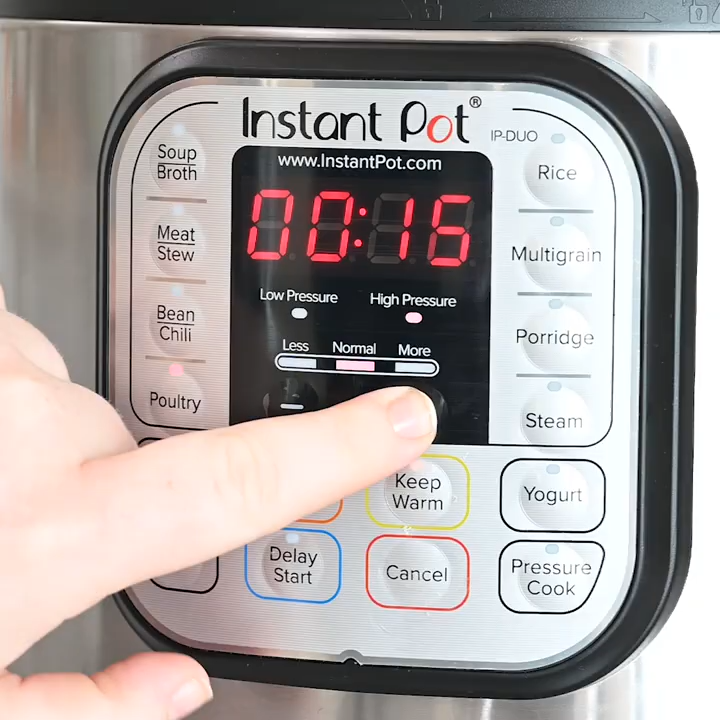 Instant Pot®
IP-DUO
www.InstantPot.com
00:15
Low Pressure
High Pressure
Less
Normal
More
–
Soup
Broth
Meat
Stew
Bean
Chili
Poultry
Rice
Multigrain
Porridge
Steam
Keep
Warm
Yogurt
Delay
Start
Cancel
Pressure
Cook